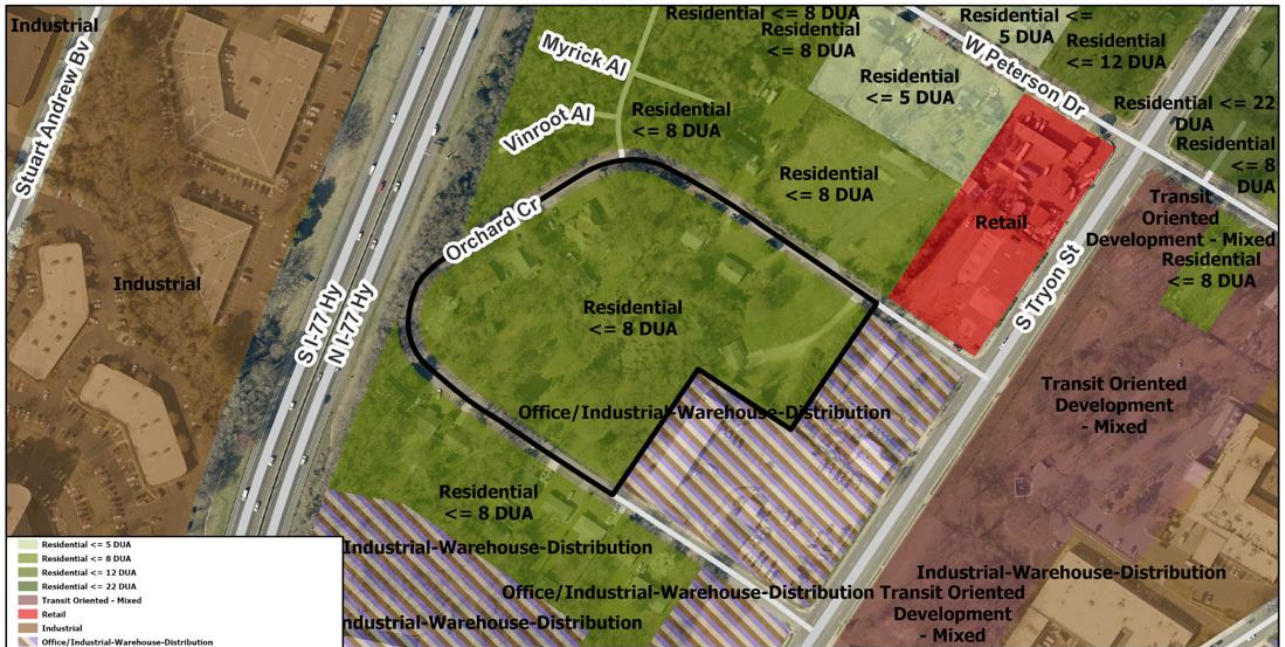 Industrial
Stuart Andrew Bv
Industrial
S I-77 Hy
N I-77 Hy
Myrick Al
Vinroot Al
Orchard Cr
Residential <= 8 DUA
Residential
<= 8 DUA
Residential <=
5 DUA
Residential
<= 12 DUA
W Peterson Dr
Residential
<= 5 DUA
Residential
<= 8 DUA
Residential <= 22
DUA
Residential
<= 8
DUA
Residential
<= 8 DUA
Retail
S Tryon St
Transit
Oriented
Development - Mixed
Residential
<= 8 DUA
Residential
<= 8 DUA
Transit Oriented
Development
- Mixed
Office/Industrial-Warehouse-Distribution
Residential
<= 8 DUA
Industrial-Warehouse-Distribution
Office/Industrial-Warehouse-Distribution
Industrial-Warehouse-Distribution
Transit Oriented
Development
- Mixed
ndustrial-Warehouse-Distribution
Residential <= 5 DUA
Residential <= 8 DUA
Residential <= 12 DUA
Residential <= 22 DUA
Transit Oriented - Mixed
Retail
Industrial
Office/Industrial-Warehouse-Distribution